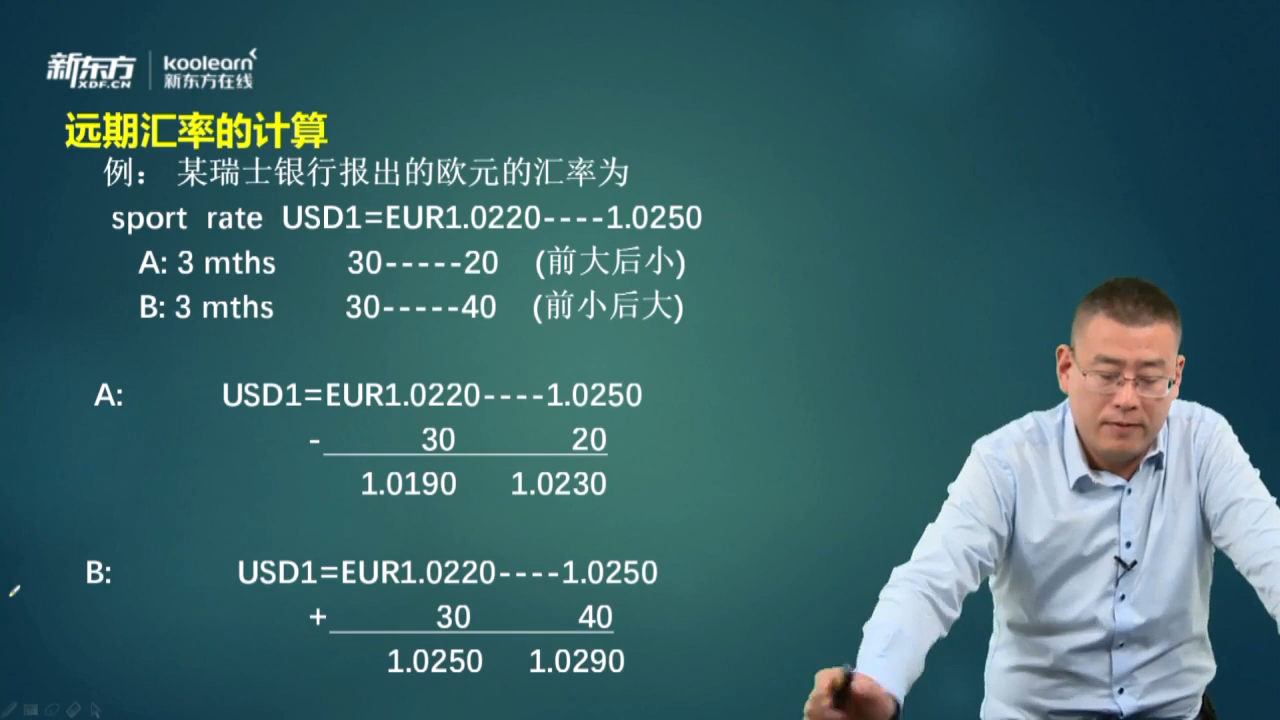 新东方 XDF.CN koolearn 新东方在线
远期汇率的计算
例： 某瑞士银行报出的欧元的汇率为
sport rate USD1=EUR1.0220----1.0250
A: 3 mths 30-----20 (前大后小)
B: 3 mths 30-----40 (前小后大)
A: USD1=EUR1.0220----1.0250
- 30 20
1.0190 1.0230
B: USD1=EUR1.0220----1.0250
+ 30 40
1.0250 1.0290